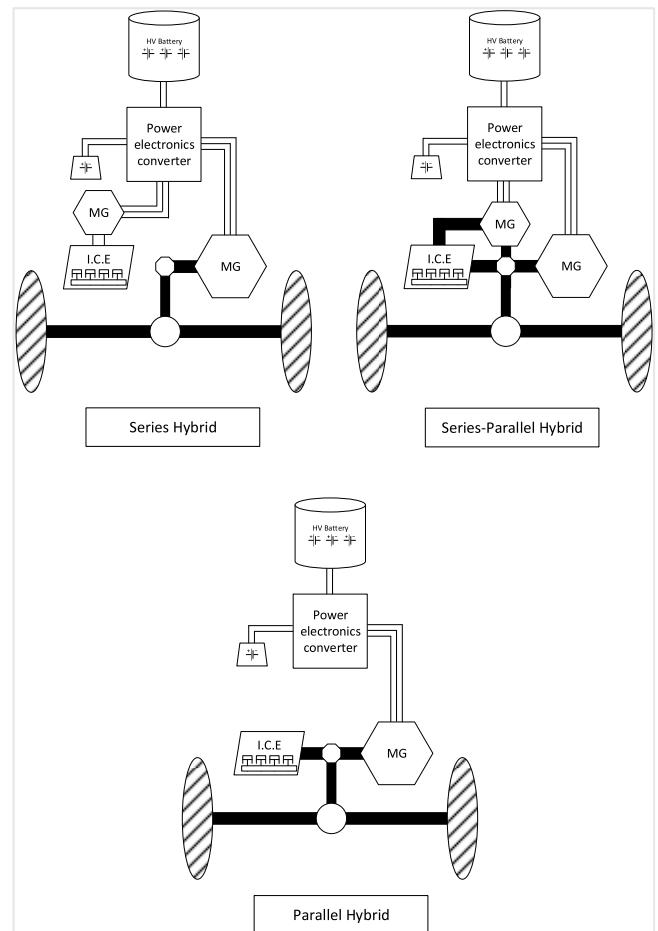 HV Battery
Power
electronics
converter
MG
I.C.E
MG
Series Hybrid
HV Battery
Power
electronics
converter
MG
I.C.E
MG
Series-Parallel Hybrid
HV Battery
Power
electronics
converter
I.C.E
MG
Parallel Hybrid